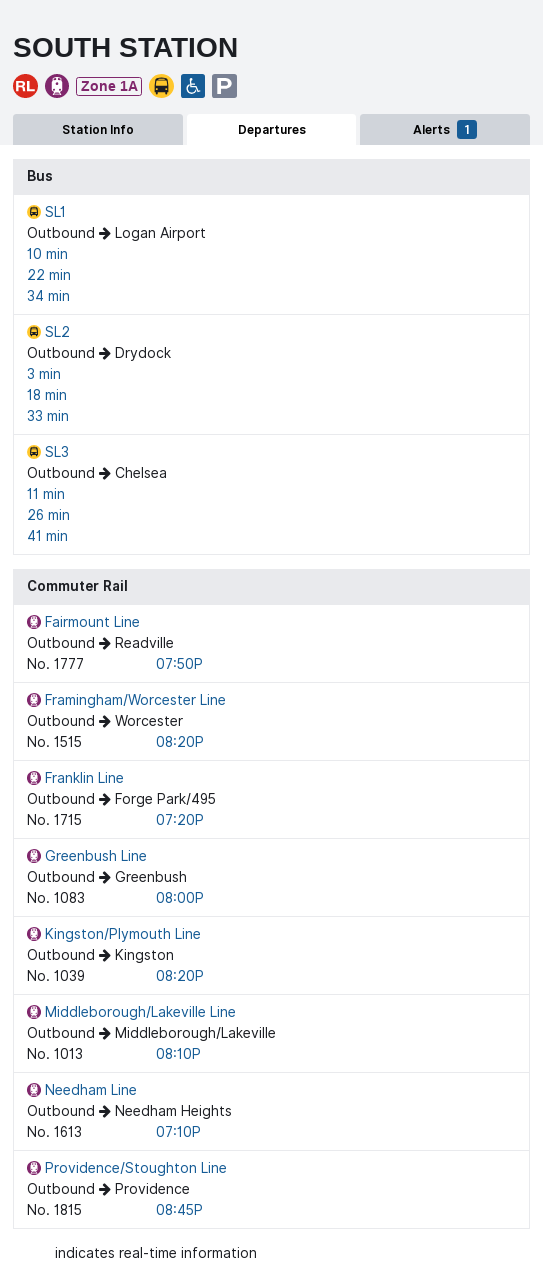 SOUTH STATION
RL Zone 1A P
Station Info Departures Alerts 1
Bus
SL1
Outbound → Logan Airport
10 min
22 min
34 min
SL2
Outbound → Drydock
3 min
18 min
33 min
SL3
Outbound → Chelsea
11 min
26 min
41 min
Commuter Rail
Fairmount Line
Outbound → Readville
No. 1777 07:50P
Framingham/Worcester Line
Outbound → Worcester
No. 1515 08:20P
Franklin Line
Outbound → Forge Park/495
No. 1715 07:20P
Greenbush Line
Outbound → Greenbush
No. 1083 08:00P
Kingston/Plymouth Line
Outbound → Kingston
No. 1039 08:20P
Middleborough/Lakeville Line
Outbound → Middleborough/Lakeville
No. 1013 08:10P
Needham Line
Outbound → Needham Heights
No. 1613 07:10P
Providence/Stoughton Line
Outbound → Providence
No. 1815 08:45P
indicates real-time information